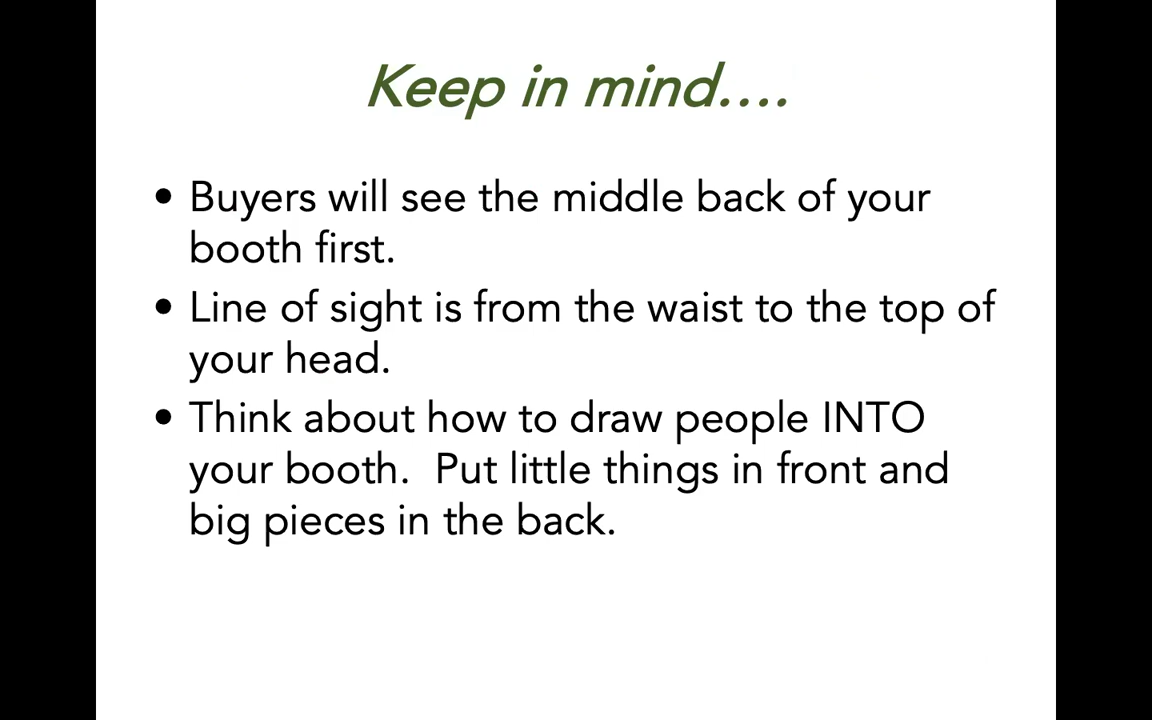 Keep in mind....
• Buyers will see the middle back of your
booth first.
• Line of sight is from the waist to the top of
your head.
• Think about how to draw people INTO
your booth.  Put little things in front and
big pieces in the back.